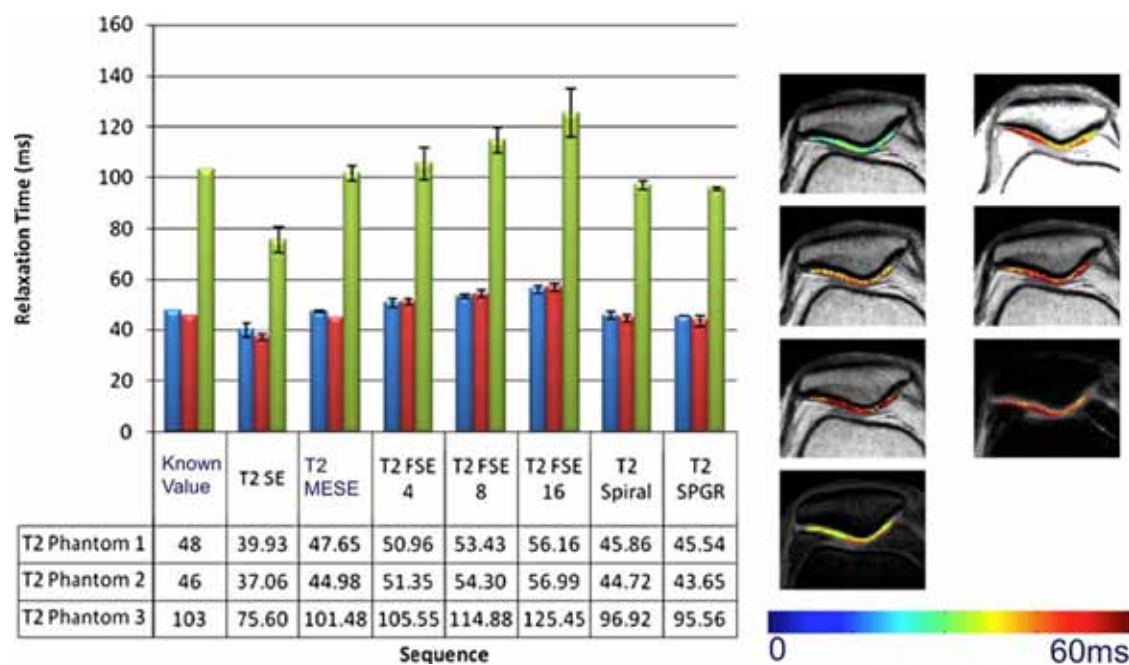 160
140
120
100
80
60
40
20
0
Relaxation Time (ms)
Known Value T2 SE T2 MESE T2 FSE 4 T2 FSE 8 T2 FSE 16 T2 Spiral T2 SPGR
T2 Phantom 1 48 39.93 47.65 50.96 53.43 56.16 45.86 45.54
T2 Phantom 2 46 37.06 44.98 51.35 54.30 56.99 44.72 43.65
T2 Phantom 3 103 75.60 101.48 105.55 114.88 125.45 96.92 95.56
Sequence
0 60ms